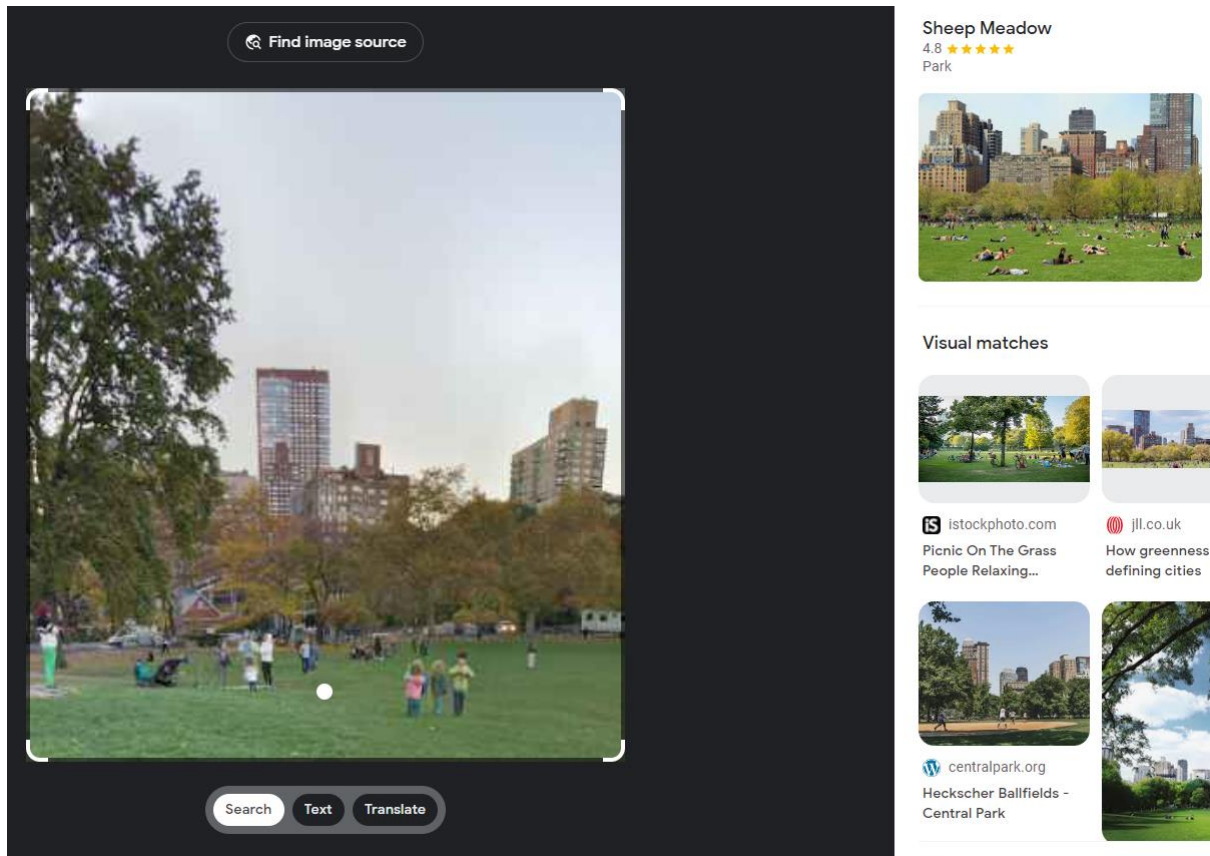 Find image source
Sheep Meadow
4.8
Park
Visual matches
iS istockphoto.com
Picnic On The Grass
People Relaxing...
jll.co.uk
How greenness
defining cities
centralpark.org
Heckscher Ballfields -
Central Park
Search
Text
Translate